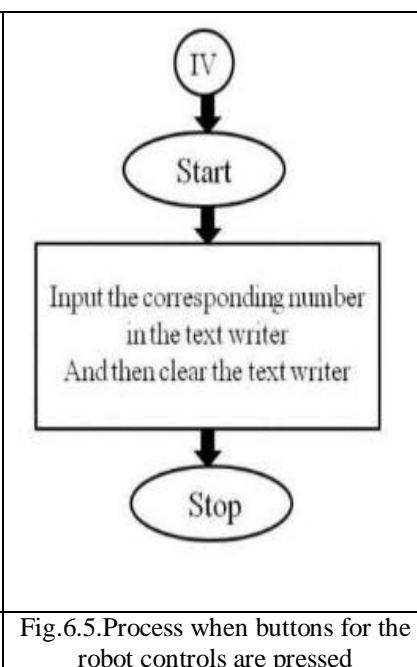 IV
Start
Input the corresponding number
in the text writer
And then clear the text writer
Stop
Fig.6.5.Process when buttons for the
robot controls are pressed